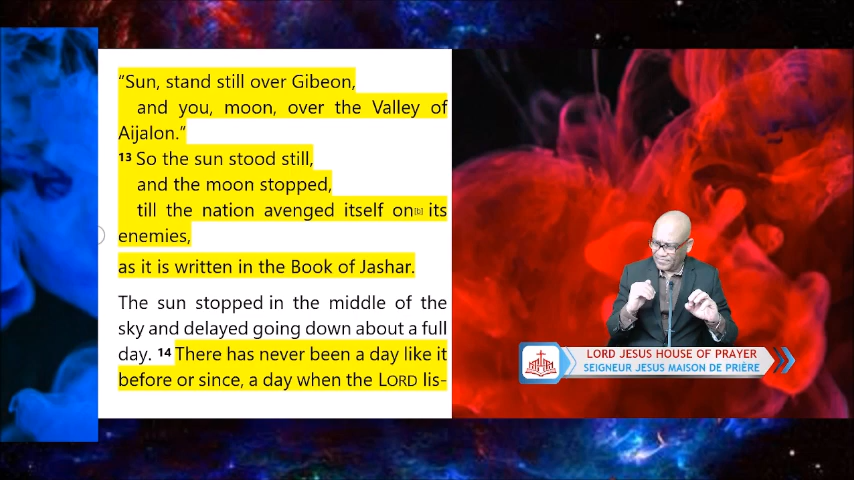 “Sun, stand still over Gibeon,
and you, moon, over the Valley of
Aijalon.”
13 So the sun stood still,
and the moon stopped,
till the nation avenged itself on[b] its
enemies,
as it is written in the Book of Jashar.
The sun stopped in the middle of the
sky and delayed going down about a full
day. 14 There has never been a day like it
before or since, a day when the LORD lis-
LORD JESUS HOUSE OF PRAYER
SEIGNEUR JESUS MAISON DE PRIÈRE